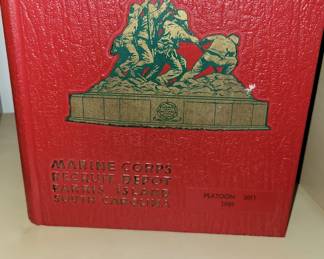 MARINE CORPS
RECRUIT DEPOT
PARRIS ISLAND
SOUTH CAROLINA
PLATOON